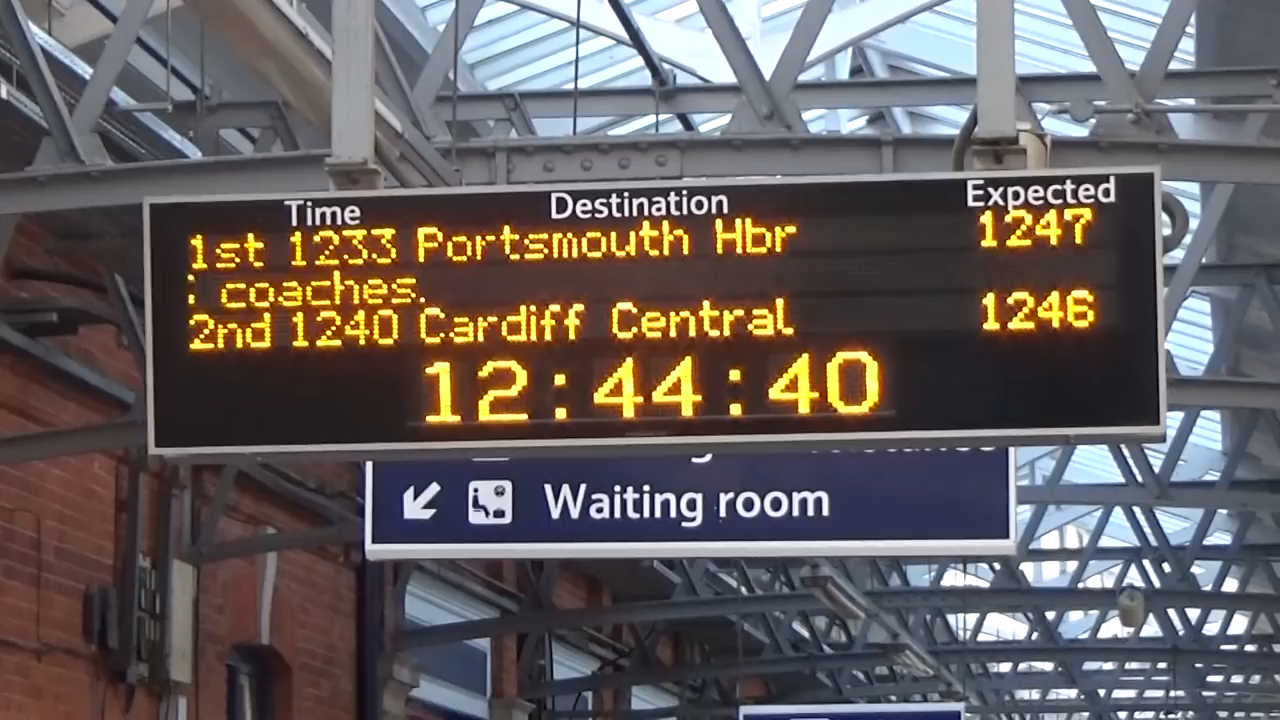 Time Destination Expected
1st 1233 Portsmouth Hbr 1247
coaches.
2nd 1240 Cardiff Central 1246
12:44:40
Waiting room